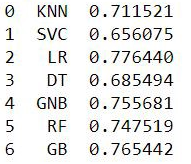 0 KNN 0.711521
1 SVC 0.656075
2 LR 0.776440
3 DT 0.685494
4 GNB 0.755681
5 RF 0.747519
6 GB 0.765442